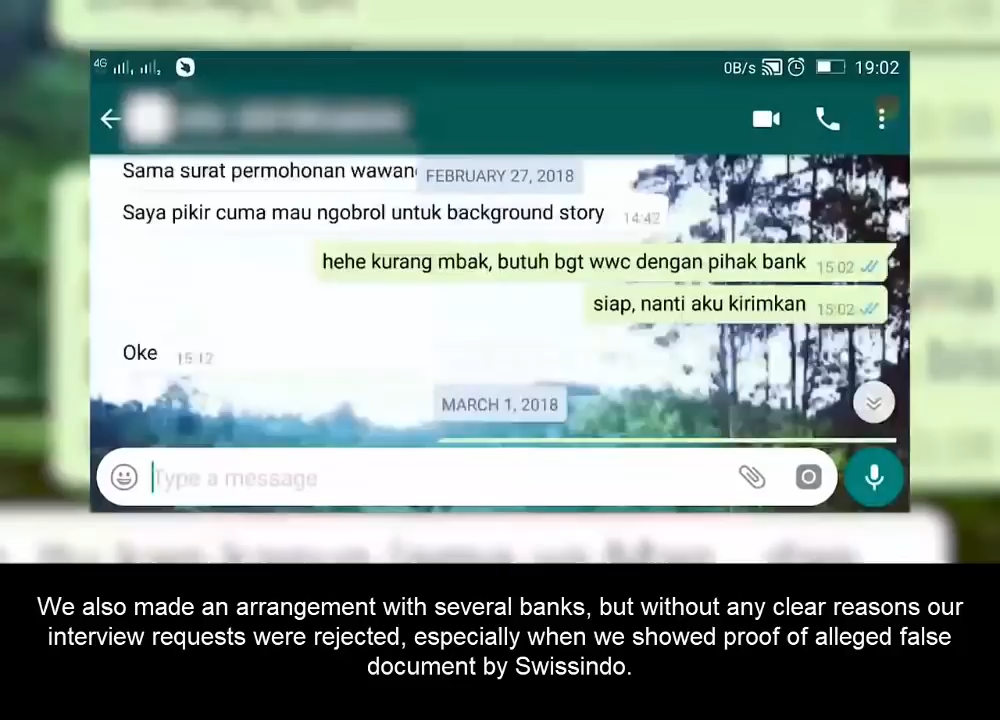 4G
0B/s 19:02
Sama surat permohonan wawan
FEBRUARY 27, 2018
Saya pikir cuma mau ngobrol untuk background story 14:42
hehe kurang mbak, butuh bgt wwc dengan pihak bank 15:02
siap, nanti aku kirimkan 15:02
Oke 15:12
MARCH 1, 2018
Type a message
We also made an arrangement with several banks, but without any clear reasons our
interview requests were rejected, especially when we showed proof of alleged false
document by Swissindo.